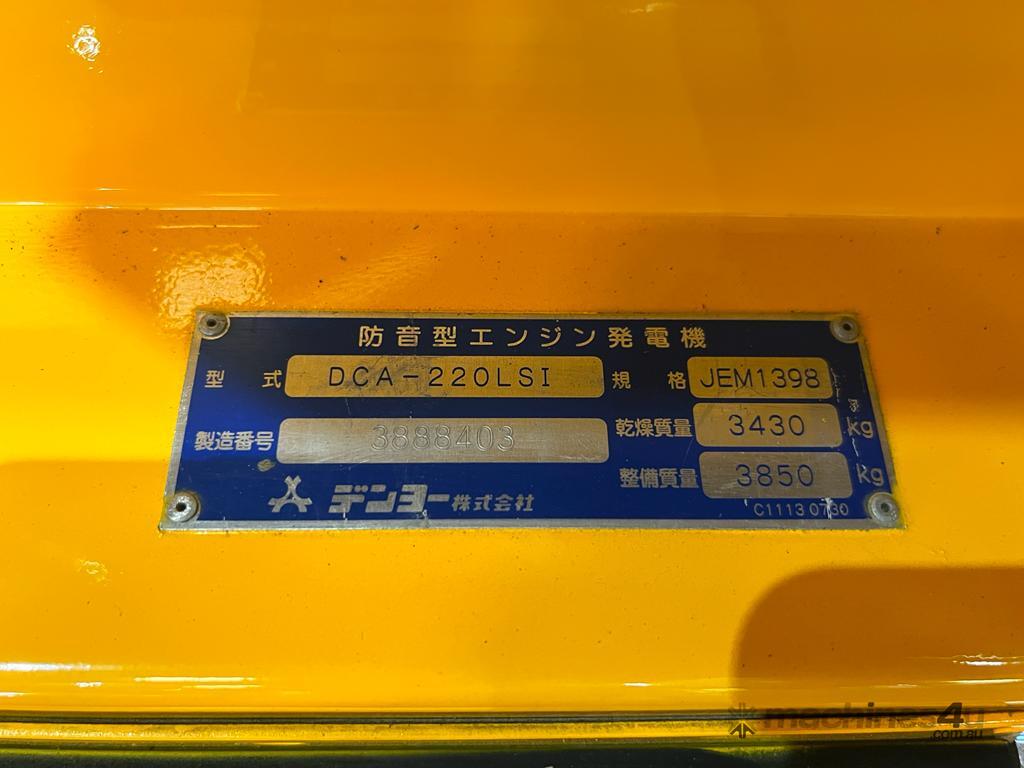 防音型エンジン発電機
型式 DCA-220LSI 規格 JEM1398
製造番号 3888403 乾燥質量 3430 kg
整備質量 3850 kg
デンヨー株式会社 C1113 0730
machines4u
.com.au